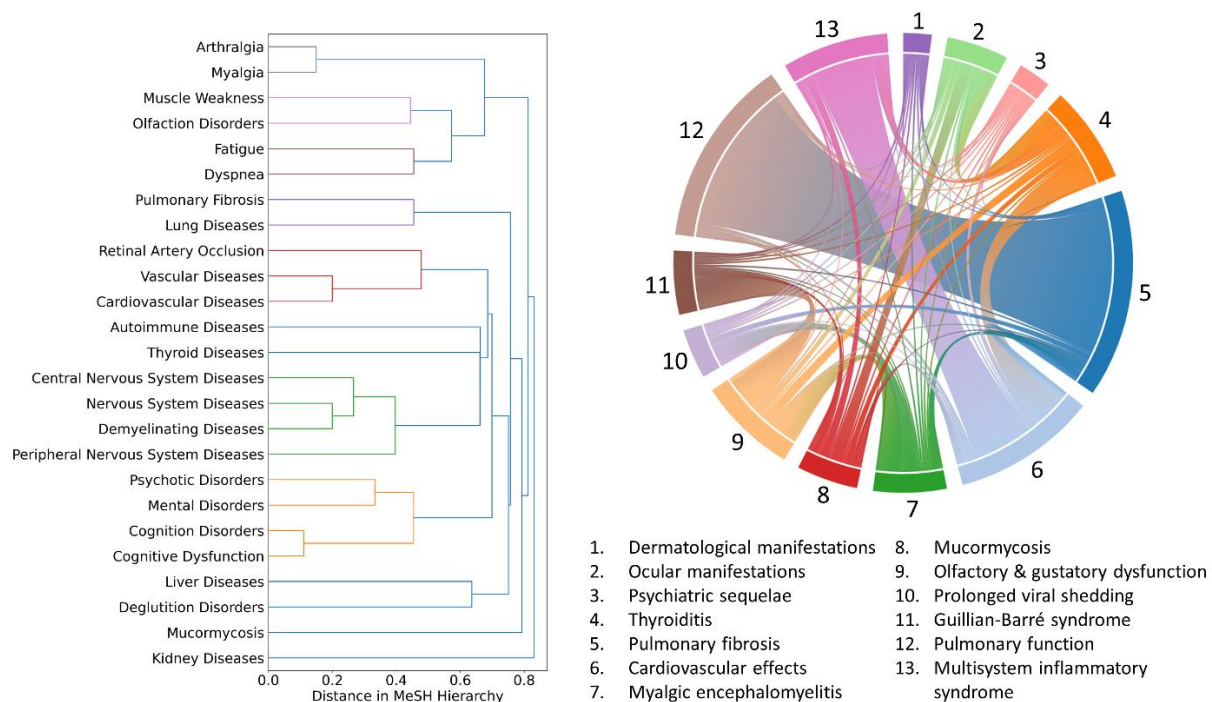 Arthralgia
Myalgia
Muscle Weakness
Olfaction Disorders
Fatigue
Dyspnea
Pulmonary Fibrosis
Lung Diseases
Retinal Artery Occlusion
Vascular Diseases
Cardiovascular Diseases
Autoimmune Diseases
Thyroid Diseases
Central Nervous System Diseases
Nervous System Diseases
Demyelinating Diseases
Peripheral Nervous System Diseases
Psychotic Disorders
Mental Disorders
Cognition Disorders
Cognitive Dysfunction
Liver Diseases
Deglutition Disorders
Mucormycosis
Kidney Diseases
0.0 0.2 0.4 0.6 0.8
Distance in MeSH Hierarchy
1
2
3
4
5
6
7
8
9
10
11
12
13
1. Dermatological manifestations
2. Ocular manifestations
3. Psychiatric sequelae
4. Thyroiditis
5. Pulmonary fibrosis
6. Cardiovascular effects
7. Myalgic encephalomyelitis
8. Mucormycosis
9. Olfactory & gustatory dysfunction
10. Prolonged viral shedding
11. Guillian-Barré syndrome
12. Pulmonary function
13. Multisystem inflammatory
syndrome